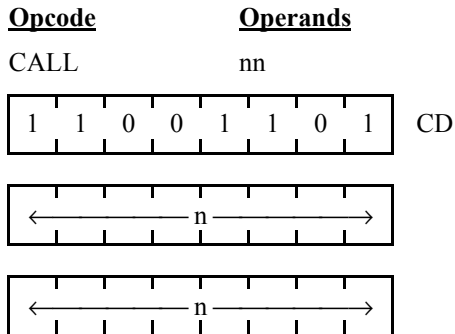 Opcode Operands
CALL nn
1 1 0 0 1 1 0 1 CD
n
n